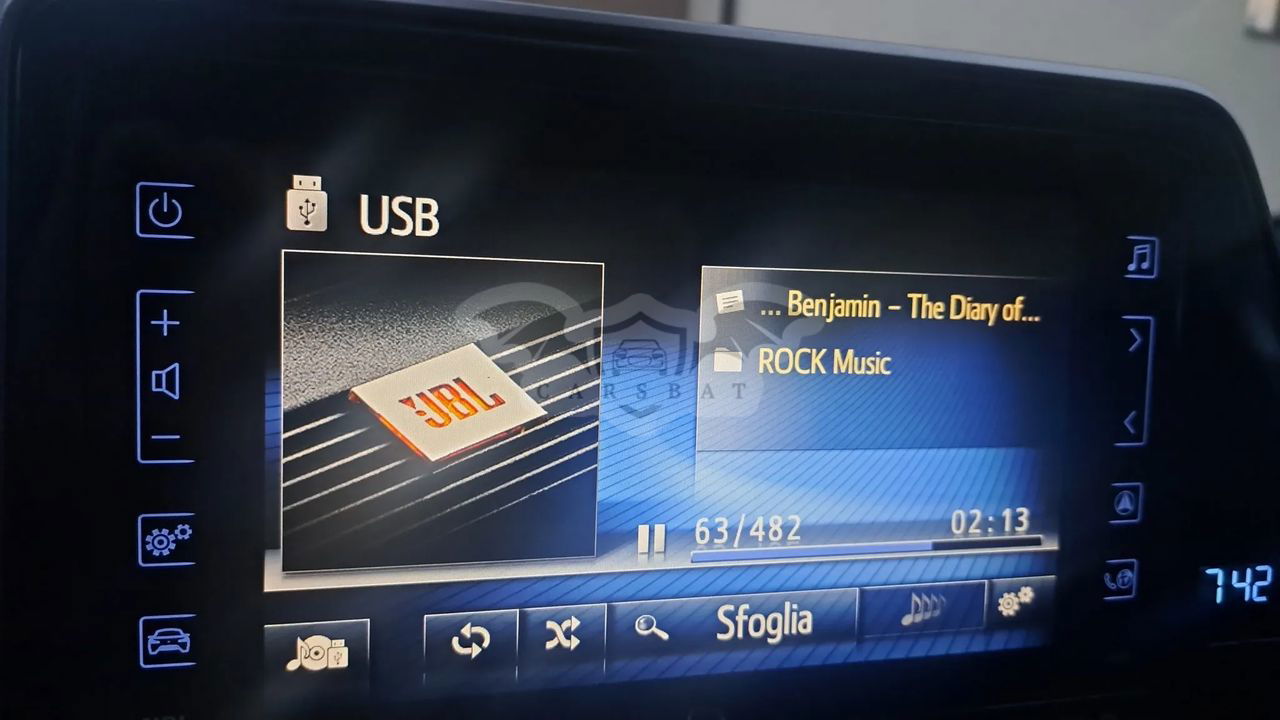 USB
JBL
... Benjamin – The Diary of...
ROCK Music
CARSBAT
63/482
02:13
742
Sfoglia